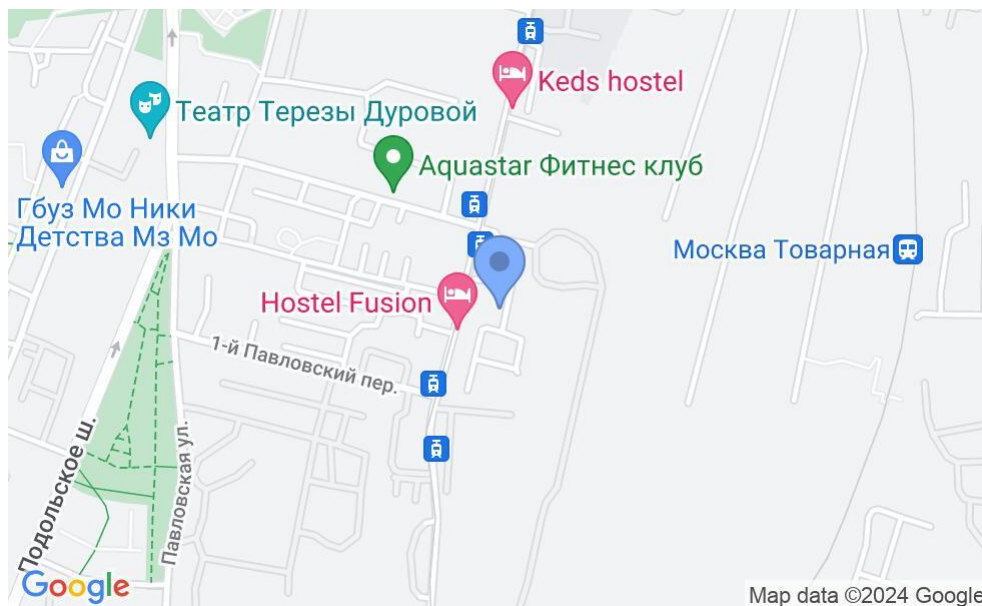 Keds hostel
Театр Терезы Дуровой
Aquastar Фитнес клуб
Гбуз Мо Ники
Детства Мз Мо
Москва Товарная
Hostel Fusion
1-й Павловский пер.
Подольское ш.
Павловская ул.
Google
Map data ©2024 Google